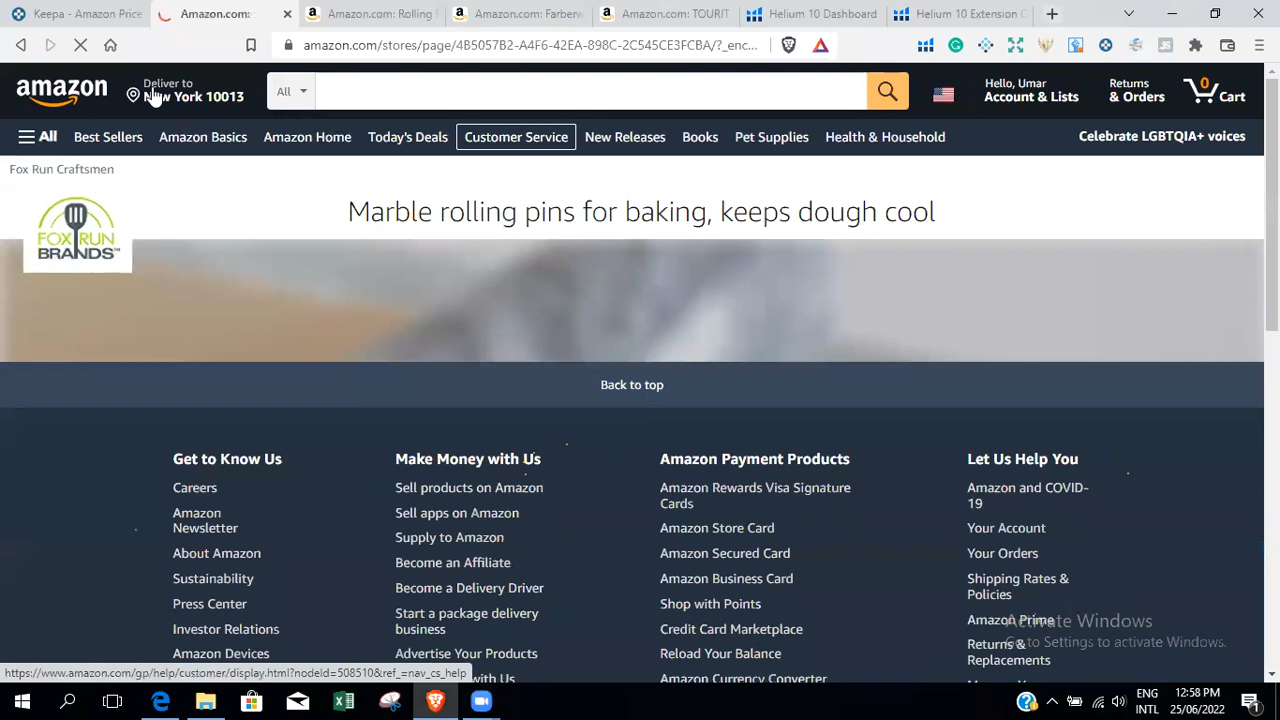 Keepa - Amazon Price
Amazon.com:
Amazon.com: Rolling
Amazon.com: Farberw
Amazon.com: TOURIT
Helium 10 Dashboard
Helium 10 Extension C
amazon.com/stores/page/4B5057B2-A4F6-42EA-898C-2C545CE3FCBA/?_enc...
amazon
Deliver to
New York 10013
All
Hello, Umar
Account & Lists
Returns
& Orders
0
Cart
All
Best Sellers
Amazon Basics
Amazon Home
Today's Deals
Customer Service
New Releases
Books
Pet Supplies
Health & Household
Celebrate LGBTQIA+ voices
Fox Run Craftsmen
FOX RUN
BRANDS™
Marble rolling pins for baking, keeps dough cool
Back to top
Get to Know Us
Careers
Amazon
Newsletter
About Amazon
Sustainability
Press Center
Investor Relations
Amazon Devices
Make Money with Us
Sell products on Amazon
Sell apps on Amazon
Supply to Amazon
Become an Affiliate
Become a Delivery Driver
Start a package delivery
business
Advertise Your Products
with Us
Amazon Payment Products
Amazon Rewards Visa Signature
Cards
Amazon Store Card
Amazon Secured Card
Amazon Business Card
Shop with Points
Credit Card Marketplace
Reload Your Balance
Amazon Currency Converter
Let Us Help You
Amazon and COVID-
19
Your Account
Your Orders
Shipping Rates &
Policies
Amazon Prime
Returns &
Replacements
Activate Windows
Go to Settings to activate Windows.
https://www.amazon.com/gp/help/customer/display.html?nodeId=508510&ref_=nav_cs_help
ENG
INTL
12:58 PM
25/06/2022
1